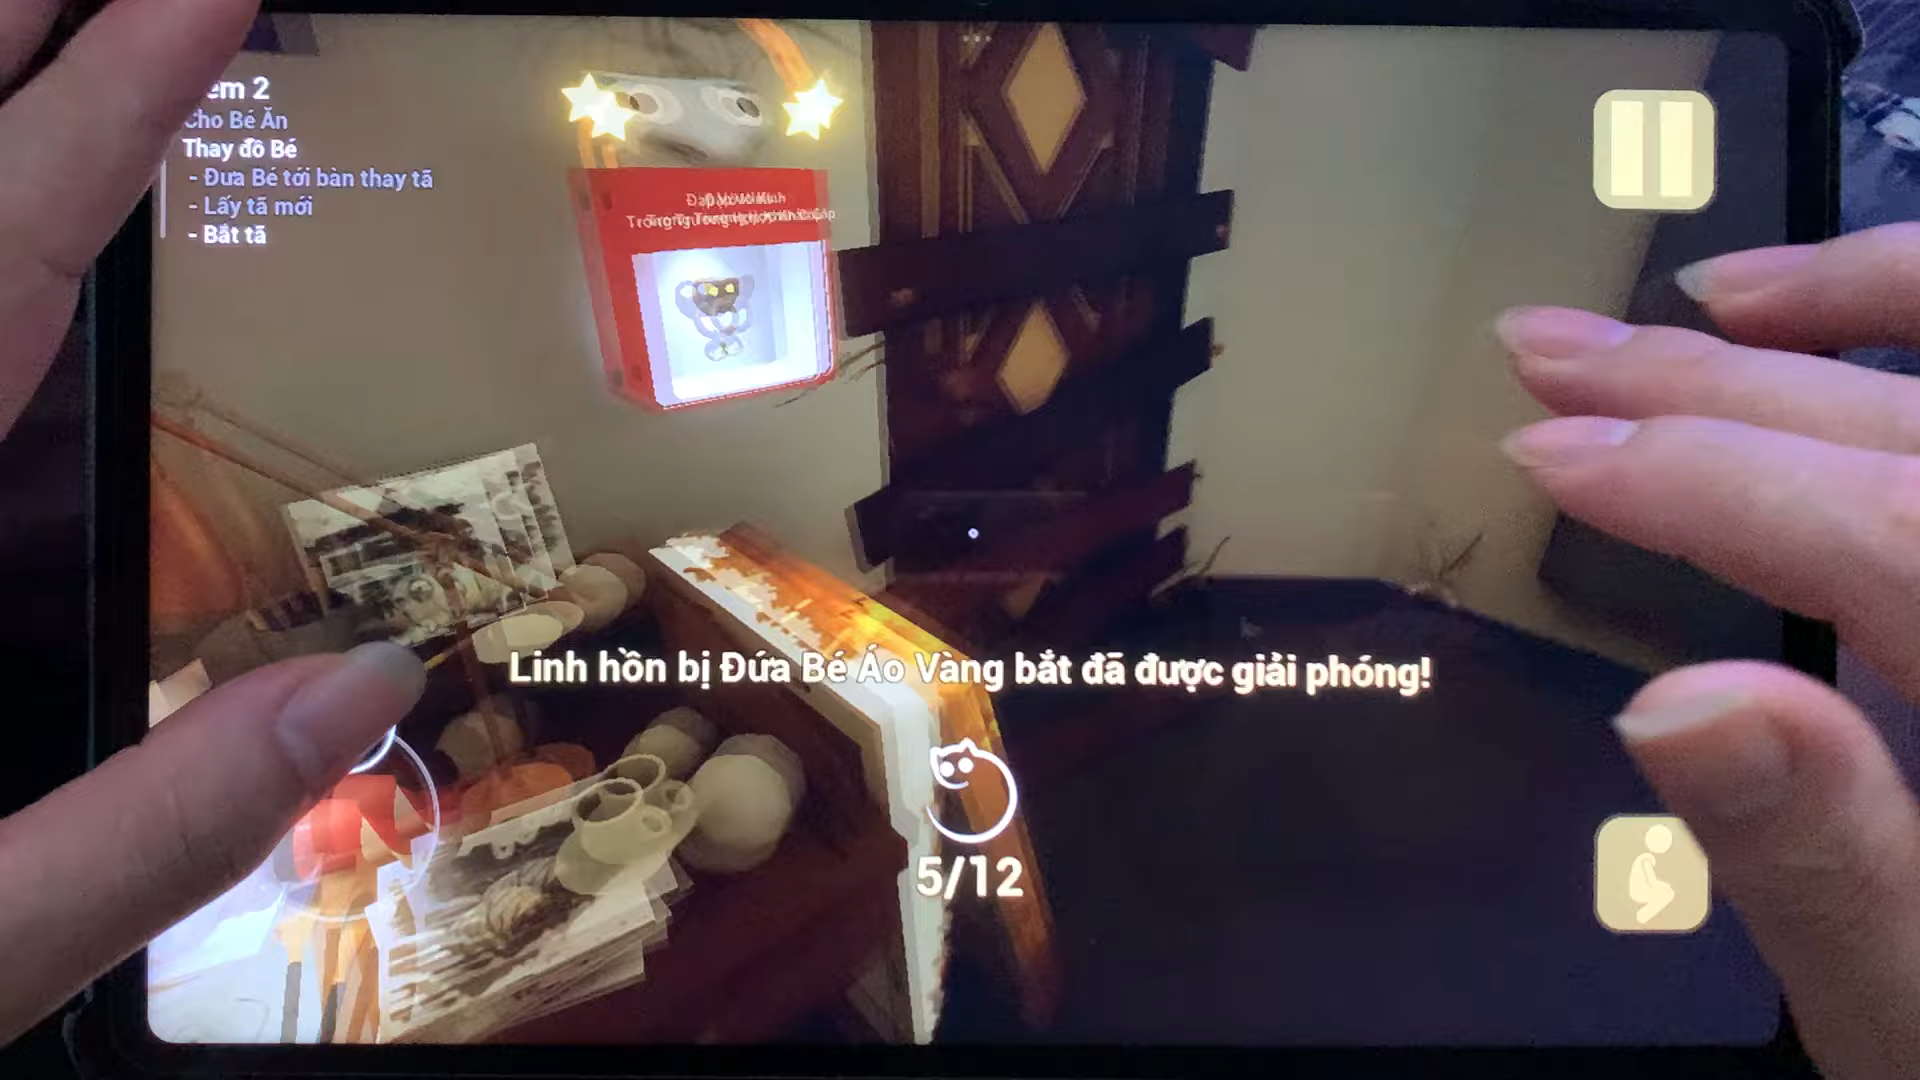 êm 2
Cho Bé Ăn
Thay đồ Bé
- Đưa Bé tới bàn thay tã
- Lấy tã mới
- Bắt tã
Linh hồn bị Đứa Bé Áo Vàng bắt đã được giải phóng!
5/12